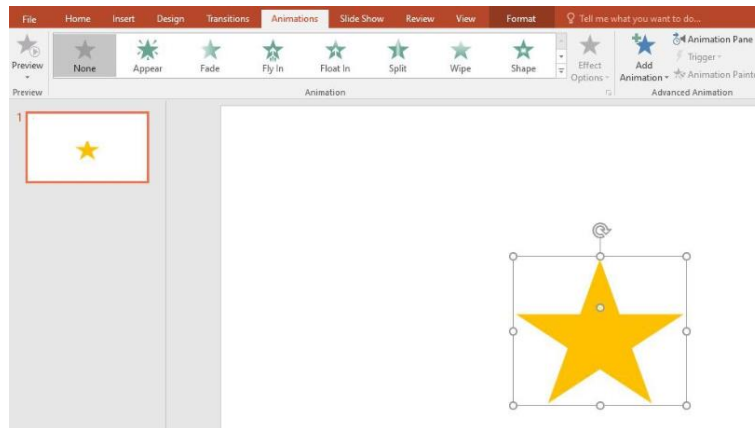 File Home Insert Design Transitions Animations Slide Show Review View Format Tell me what you want to do...
Preview
None Appear Fade Fly In Float In Split Wipe Shape
Effect Options
Add Animation
Animation Pane
Trigger
Animation Painte
Preview Animation Advanced Animation
1